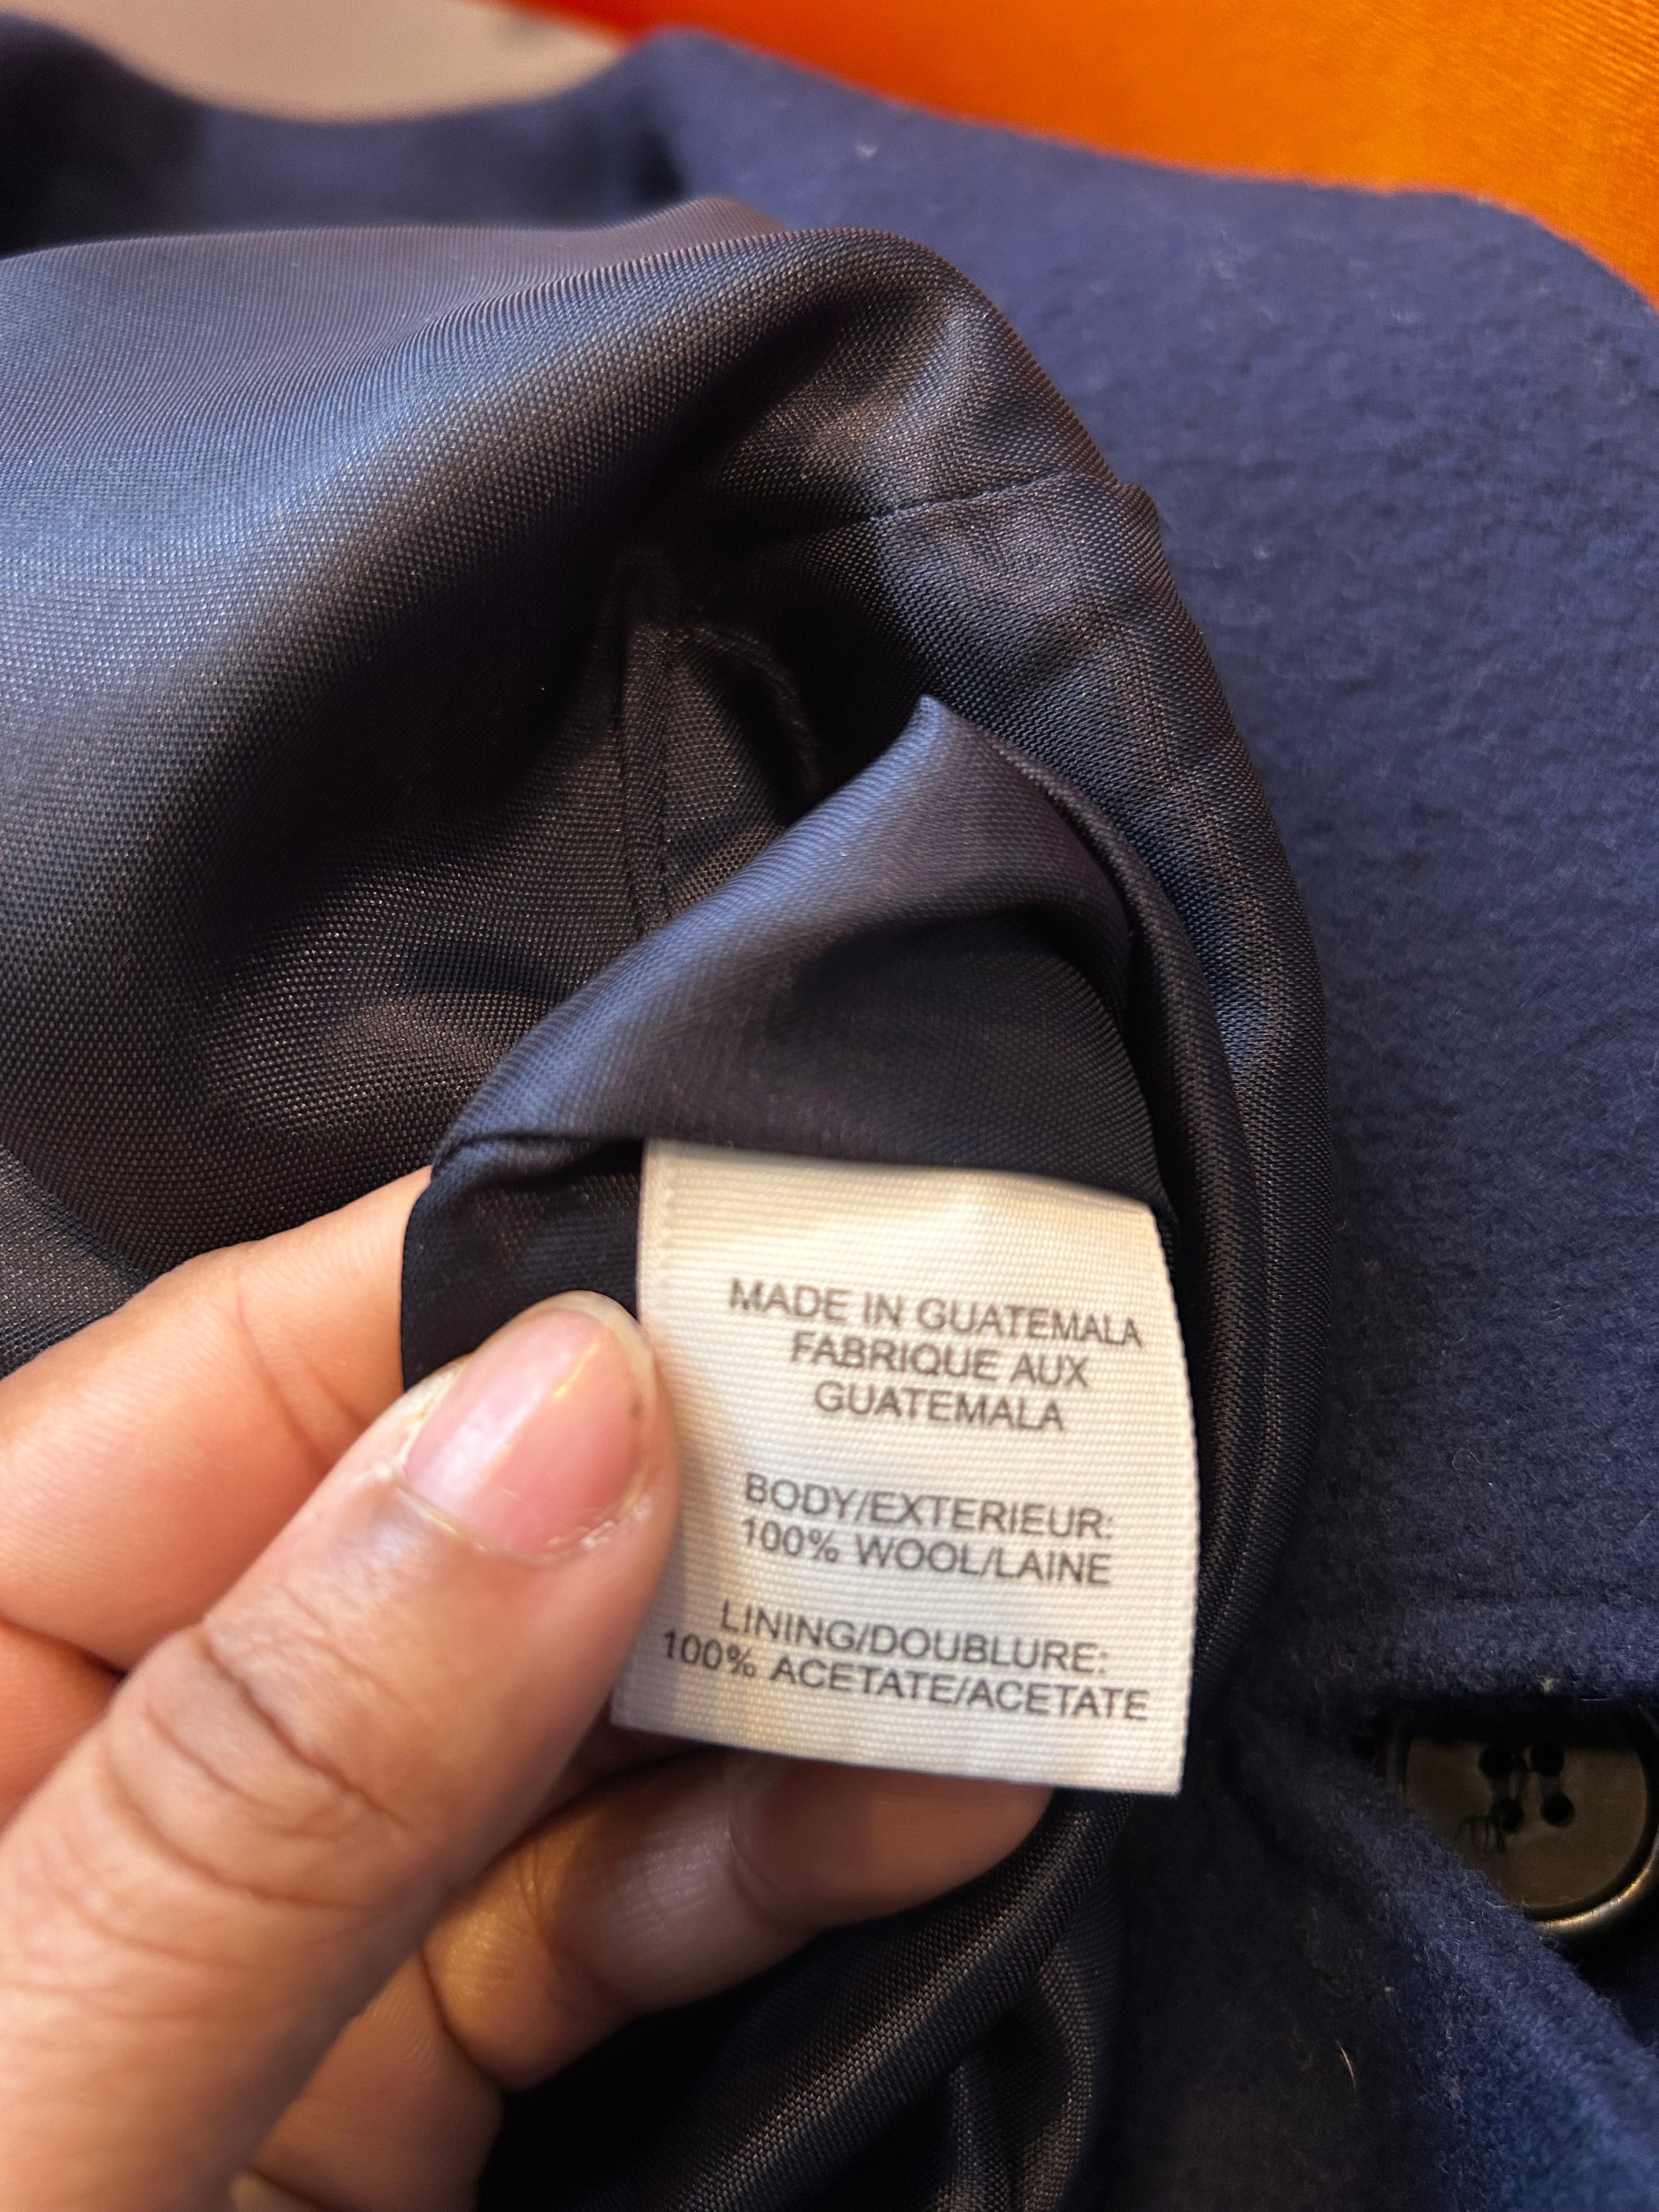 MADE IN GUATEMALA
FABRIQUE AUX
GUATEMALA
BODY/EXTERIEUR:
100% WOOL/LAINE
LINING/DOUBLURE:
100% ACETATE/ACETATE